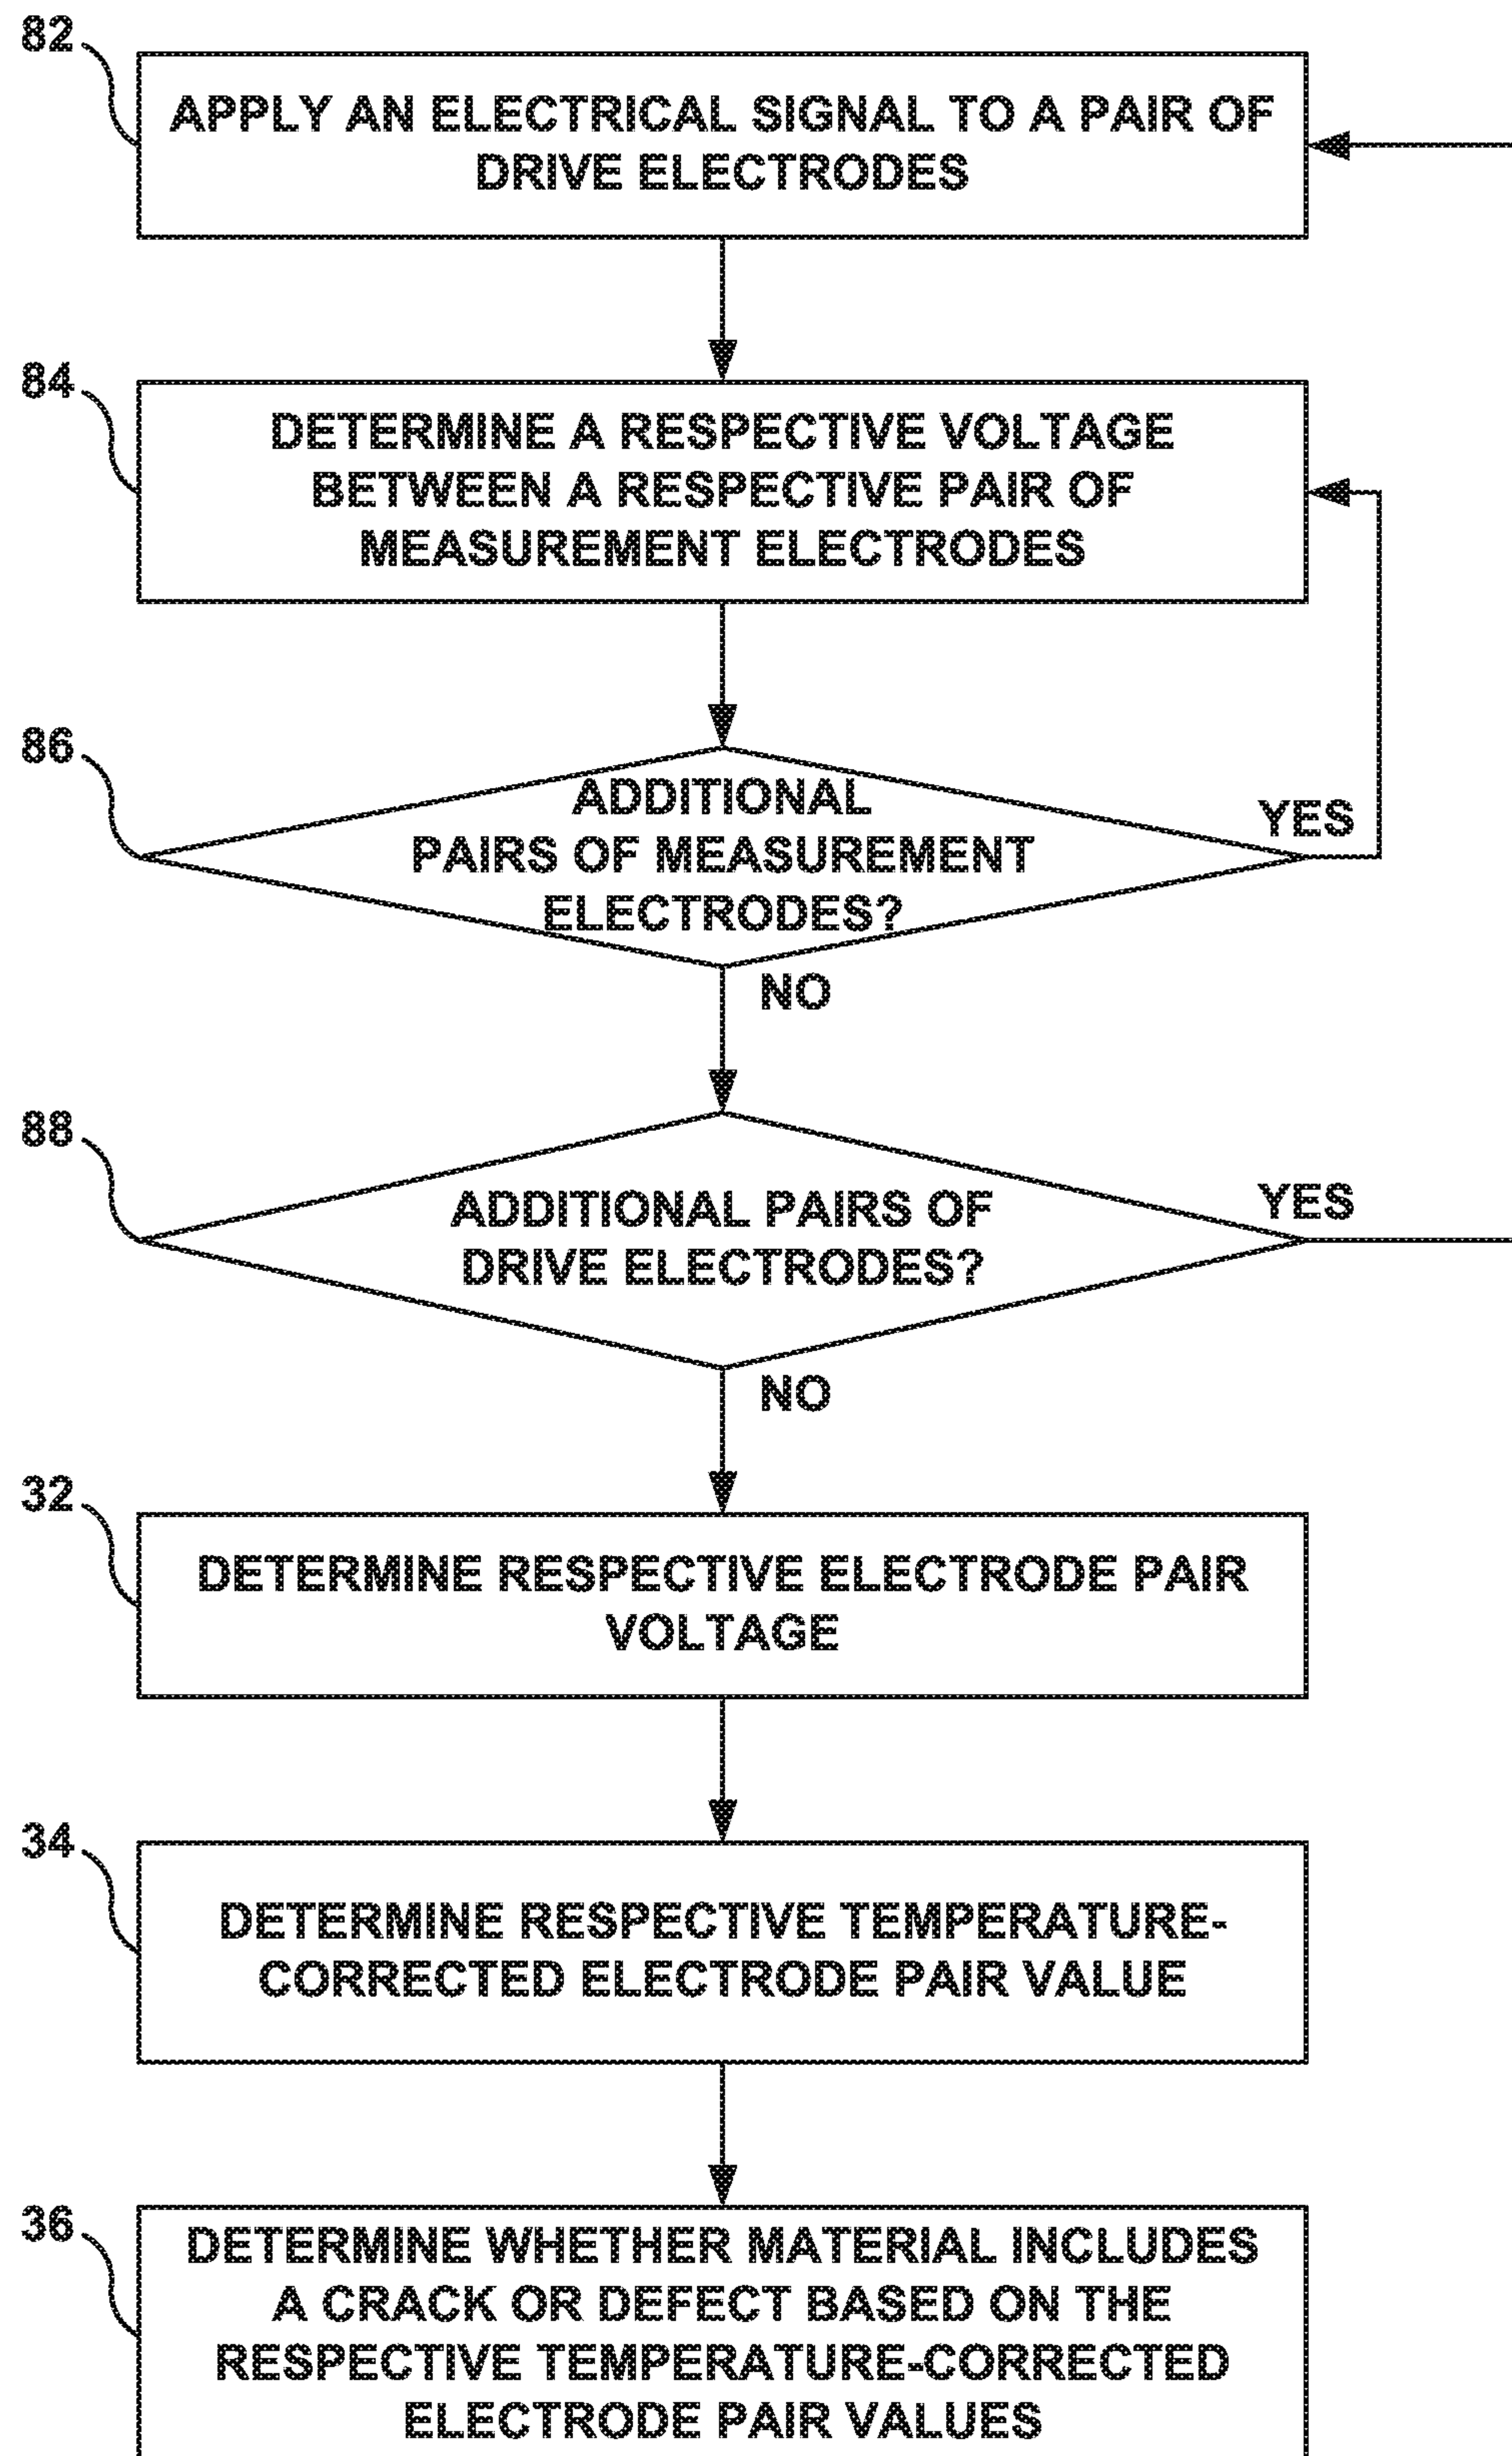 82
APPLY AN ELECTRICAL SIGNAL TO A PAIR OF
DRIVE ELECTRODES
84
DETERMINE A RESPECTIVE VOLTAGE
BETWEEN A RESPECTIVE PAIR OF
MEASUREMENT ELECTRODES
86
ADDITIONAL
PAIRS OF MEASUREMENT
ELECTRODES?
YES
NO
88
ADDITIONAL PAIRS OF
DRIVE ELECTRODES?
YES
NO
32
DETERMINE RESPECTIVE ELECTRODE PAIR
VOLTAGE
34
DETERMINE RESPECTIVE TEMPERATURE-
CORRECTED ELECTRODE PAIR VALUE
36
DETERMINE WHETHER MATERIAL INCLUDES
A CRACK OR DEFECT BASED ON THE
RESPECTIVE TEMPERATURE-CORRECTED
ELECTRODE PAIR VALUES